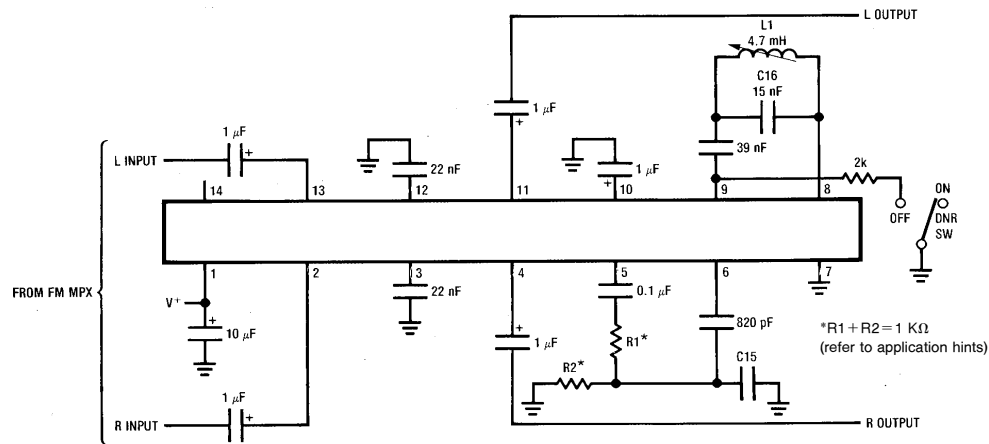 L OUTPUT
L1
4.7 mH
C16
15 nF
1 µF
1 µF
39 nF
L INPUT
+
+
22 nF
1 µF
+
2k
14
13
12
11
10
9
8
ON
OFF
DNR
SW
1
2
3
4
5
6
7
FROM FM MPX
V+
22 nF
0.1 µF
+
10 µF
+
1 µF
R1*
820 pF
*R1+R2=1 KΩ
(refer to application hints)
R2*
C15
1 µF
+
R INPUT
R OUTPUT